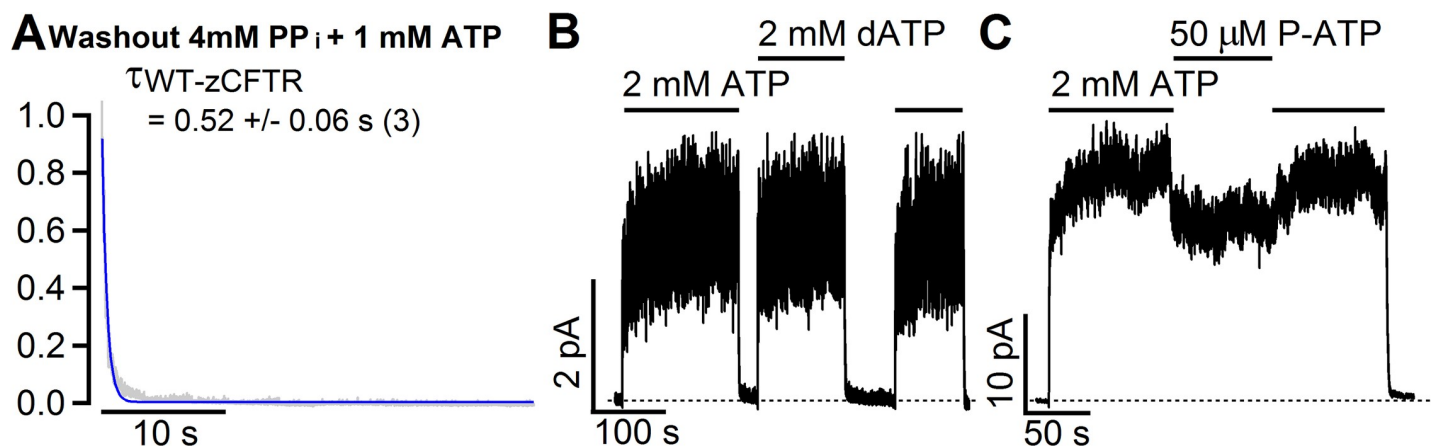 A Washout 4mM PPi + 1 mM ATP
τWT-zCFTR
= 0.52 +/- 0.06 s (3)
1.0
0.8
0.6
0.4
0.2
0.0
10 s
B
2 mM dATP
2 mM ATP
2 pA
100 s
C
50 μM P-ATP
2 mM ATP
10 pA
50 s